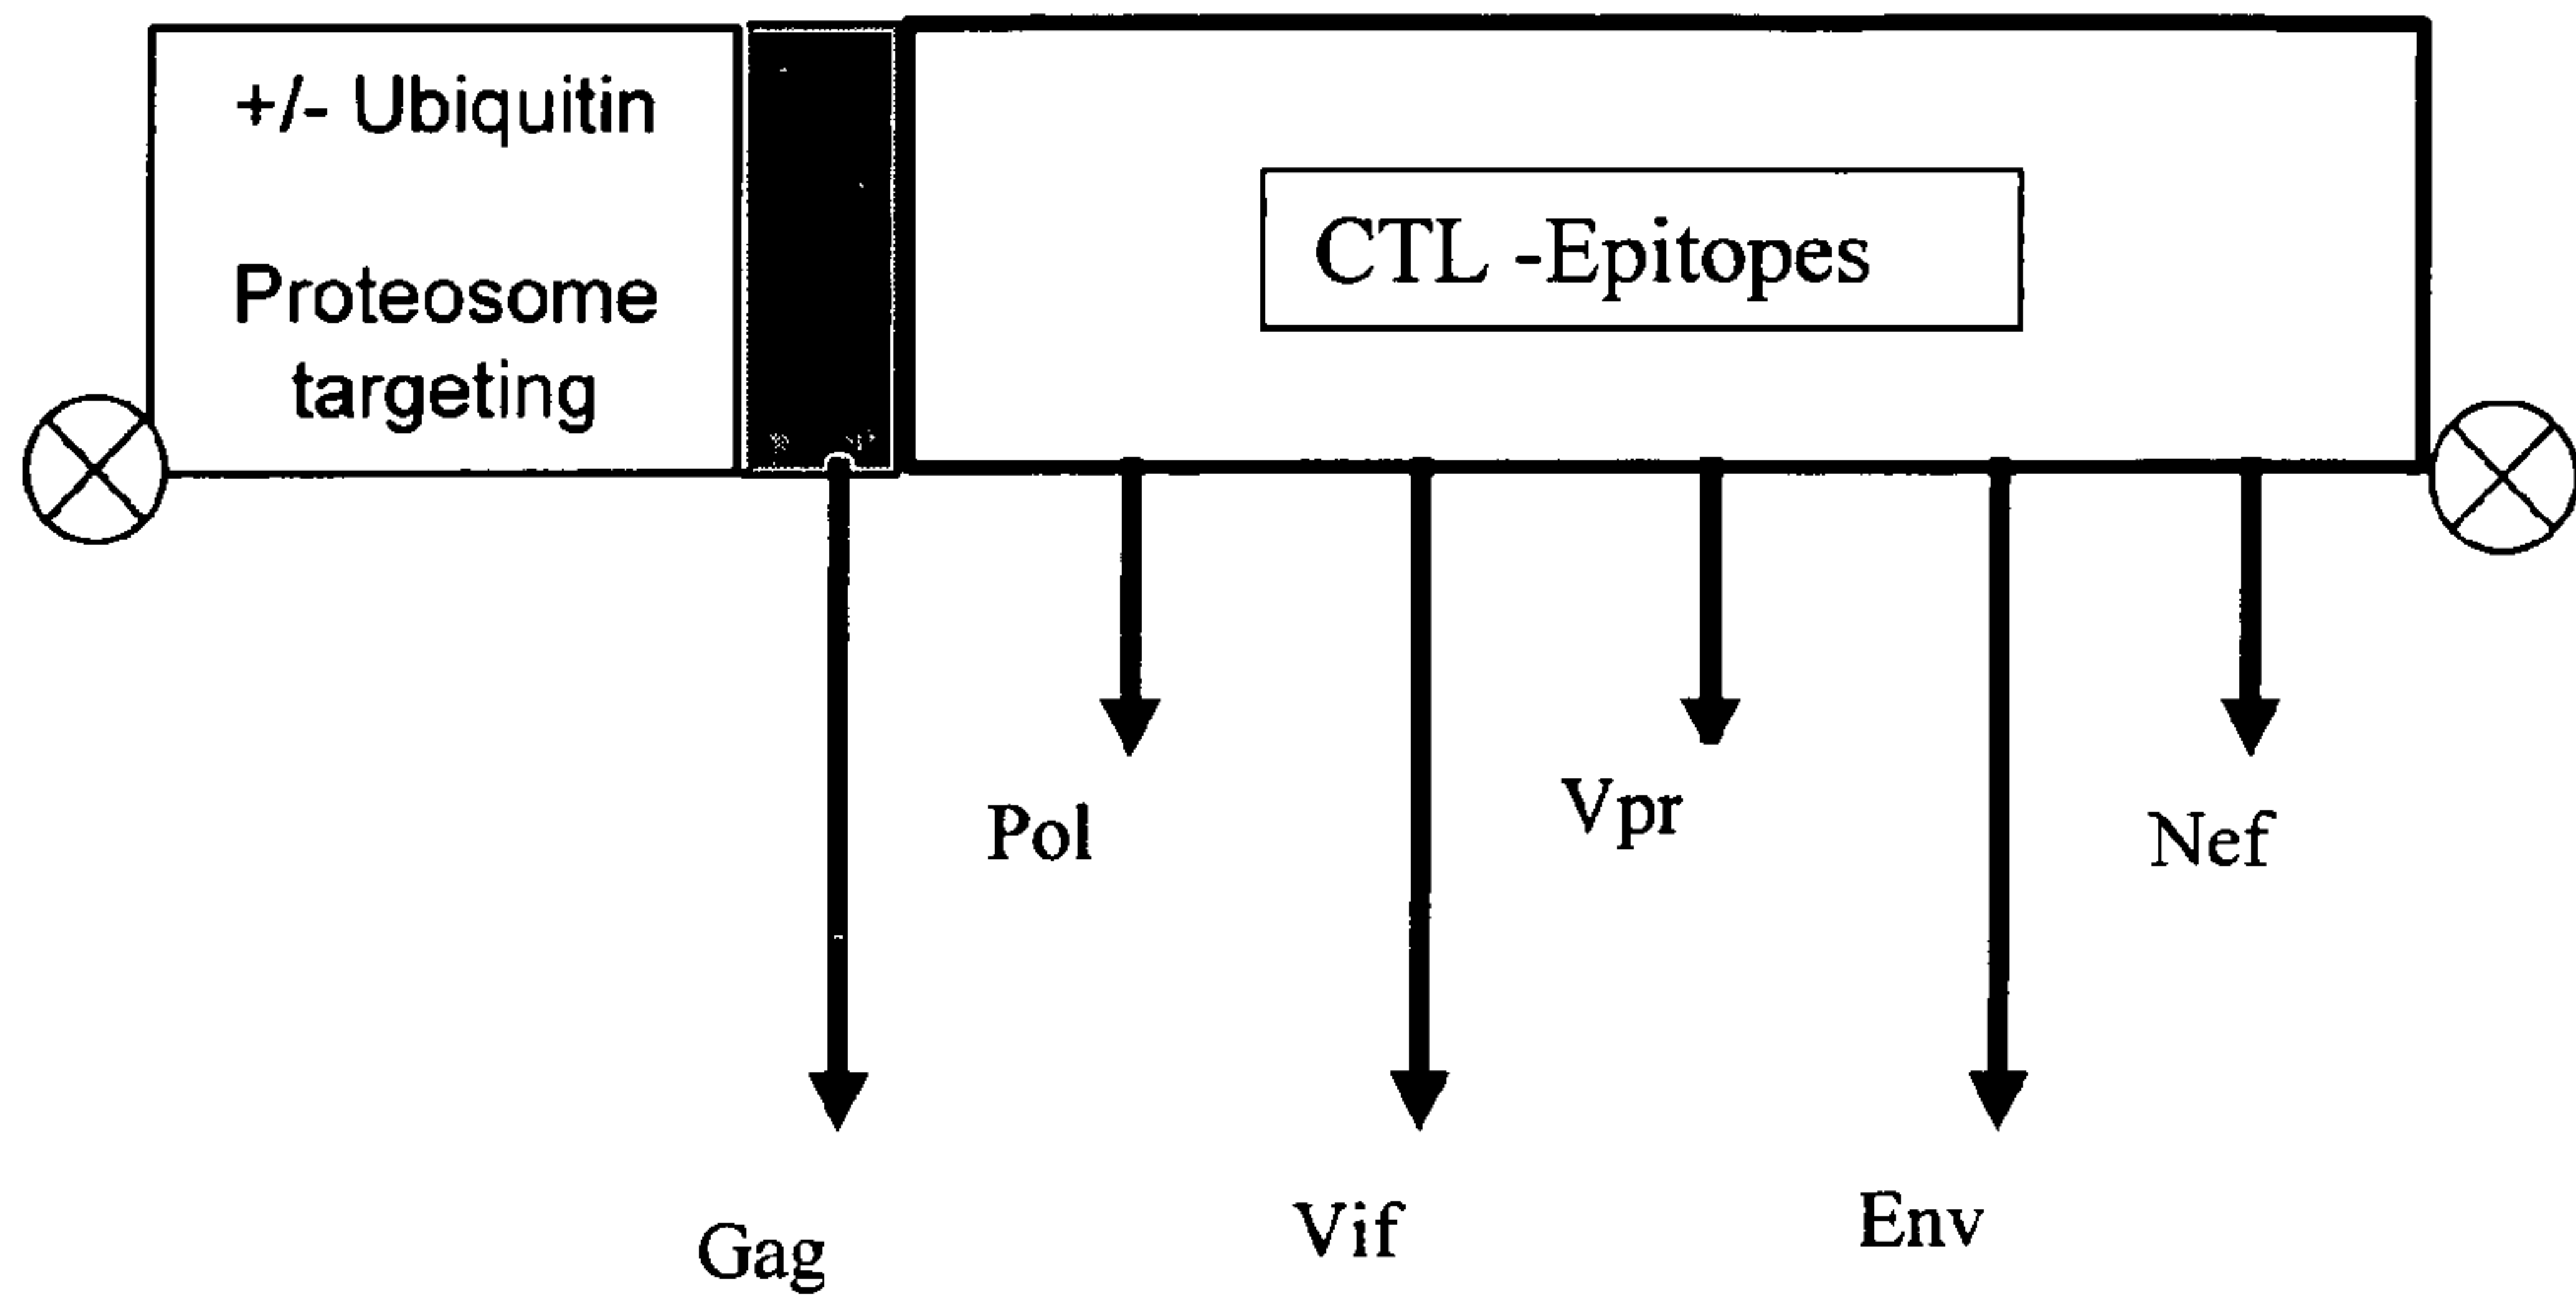 +/- Ubiquitin
Proteosome
targeting
CTL -Epitopes
Pol
Vpr
Nef
Gag
Vif
Env